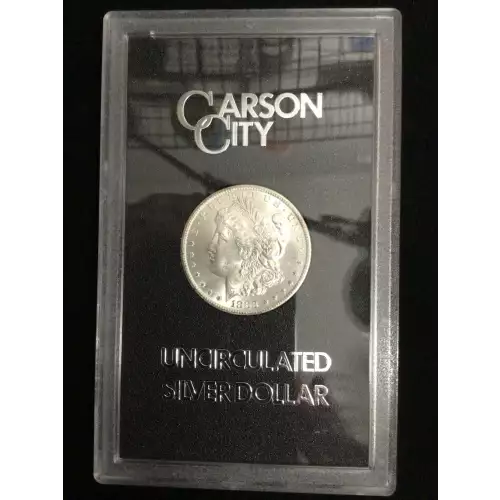 CARSON
CITY
UNCIRCULATED
SILVER DOLLAR